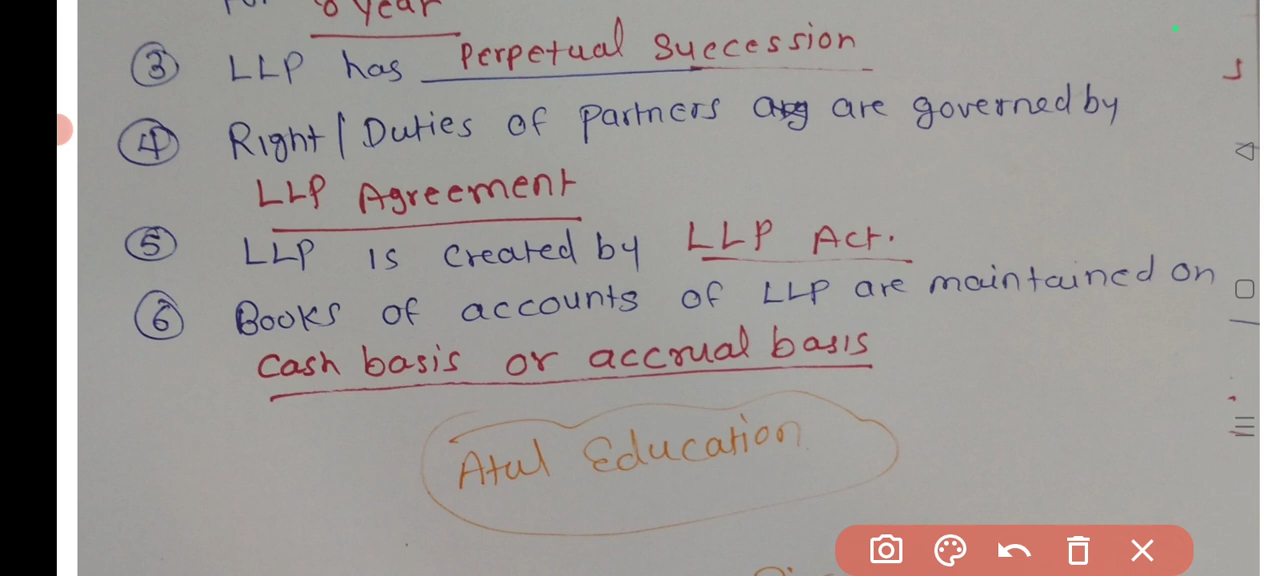 8 year
③ LLP has Perpetual Succession
④ Right/Duties of partners are governed by
LLP Agreement
⑤ LLP is created by LLP Act.
⑥ Books of accounts of LLP are maintained on
cash basis or accrual basis
Atul Education